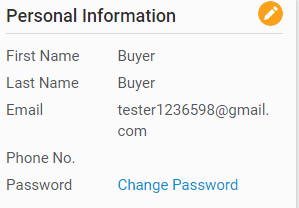 Personal Information
First Name Buyer
Last Name Buyer
Email tester1236598@gmail.
com
Phone No.
Password Change Password